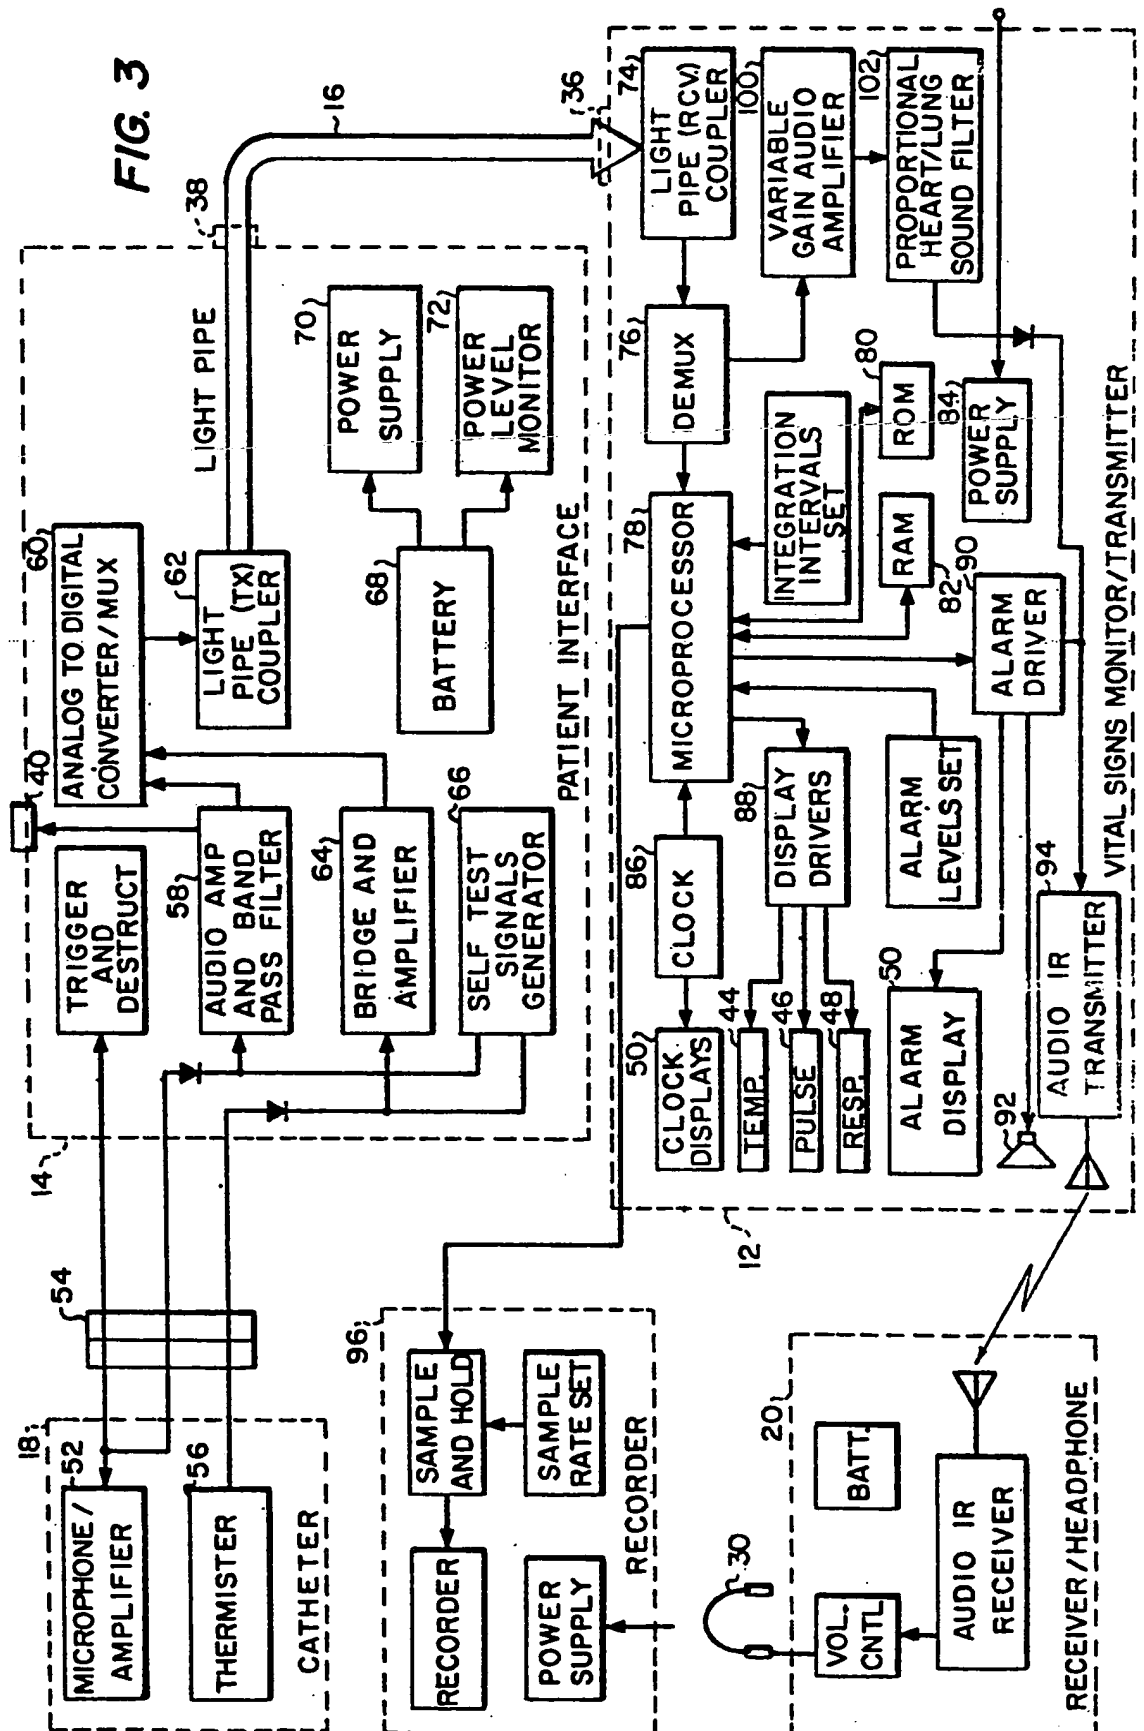 FIG. 3
18
52
MICROPHONE/
AMPLIFIER
56
THERMISTER
CATHETER
54
14
TRIGGER
AND
DESTRUCT
40
58
AUDIO AMP
AND BAND
PASS FILTER
64
BRIDGE AND
AMPLIFIER
66
SELF TEST
SIGNALS
GENERATOR
60
ANALOG TO DIGITAL
CONVERTER/MUX
62
LIGHT
PIPE (TX)
COUPLER
68
BATTERY
70
POWER
SUPPLY
72
POWER
LEVEL
MONITOR
PATIENT INTERFACE
LIGHT PIPE
38
16
36
96
SAMPLE
AND HOLD
SAMPLE
RATE SET
RECORDER
POWER
SUPPLY
RECORDER
30
20
VOL.
CNTL
BATT.
AUDIO IR
RECEIVER
RECEIVER/HEADPHONE
12
74
LIGHT
PIPE (RCV.)
COUPLER
76
DEMUX
78
MICROPROCESSOR
86
CLOCK
50
CLOCK
DISPLAYS
100
VARIABLE
GAIN AUDIO
AMPLIFIER
102
PROPORTIONAL
HEART/LUNG
SOUND FILTER
INTEGRATION
INTERVALS
SET
80
ROM
82
RAM
84
POWER
SUPPLY
88
DISPLAY
DRIVERS
44
TEMP.
46
PULSE
48
RESP.
90
ALARM
DRIVER
ALARM
LEVELS SET
50
ALARM
DISPLAY
92
94
AUDIO IR
TRANSMITTER
VITAL SIGNS MONITOR/TRANSMITTER